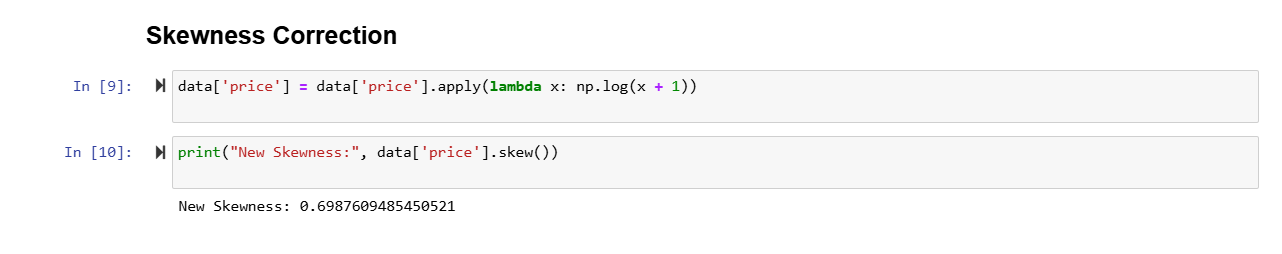 Skewness Correction
In [9]: data['price'] = data['price'].apply(lambda x: np.log(x + 1))
In [10]: print("New Skewness:", data['price'].skew())
New Skewness: 0.6987609485450521